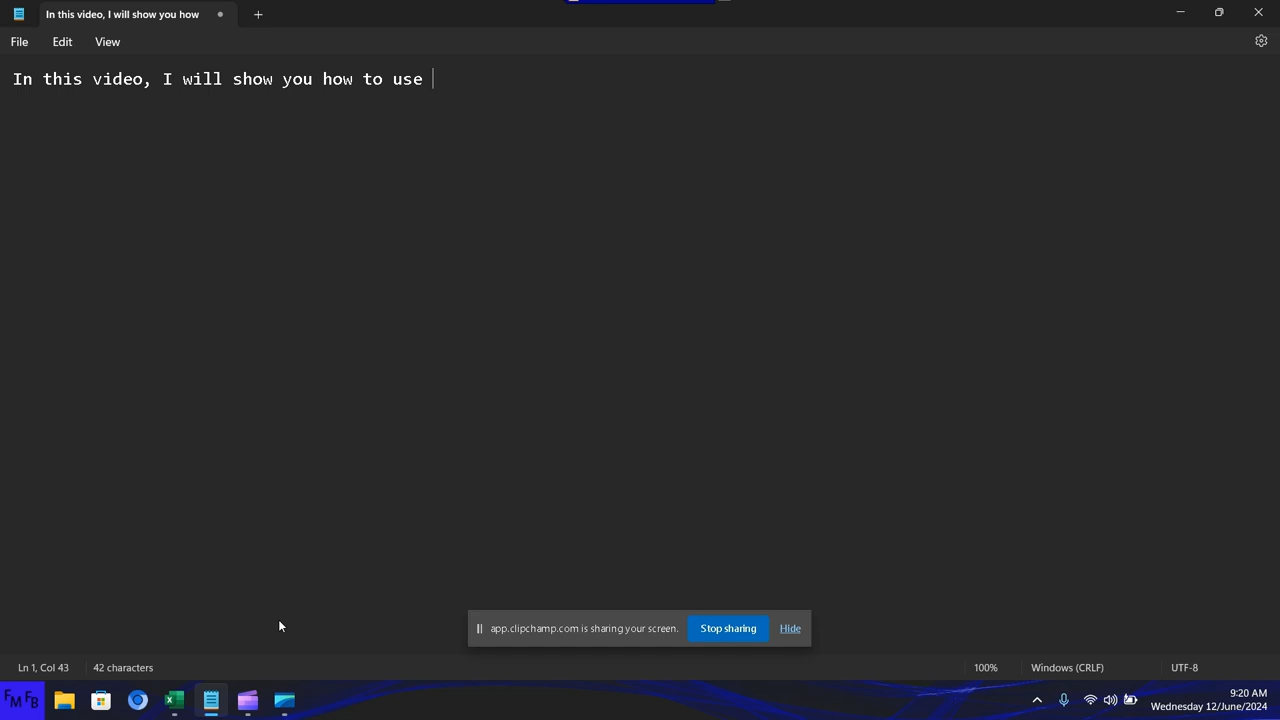 In this video, I will show you how
File Edit View
In this video, I will show you how to use
app.clipchamp.com is sharing your screen. Stop sharing Hide
Ln 1, Col 43 42 characters 100% Windows (CRLF) UTF-8
FM FB
9:20 AM
Wednesday 12/June/2024